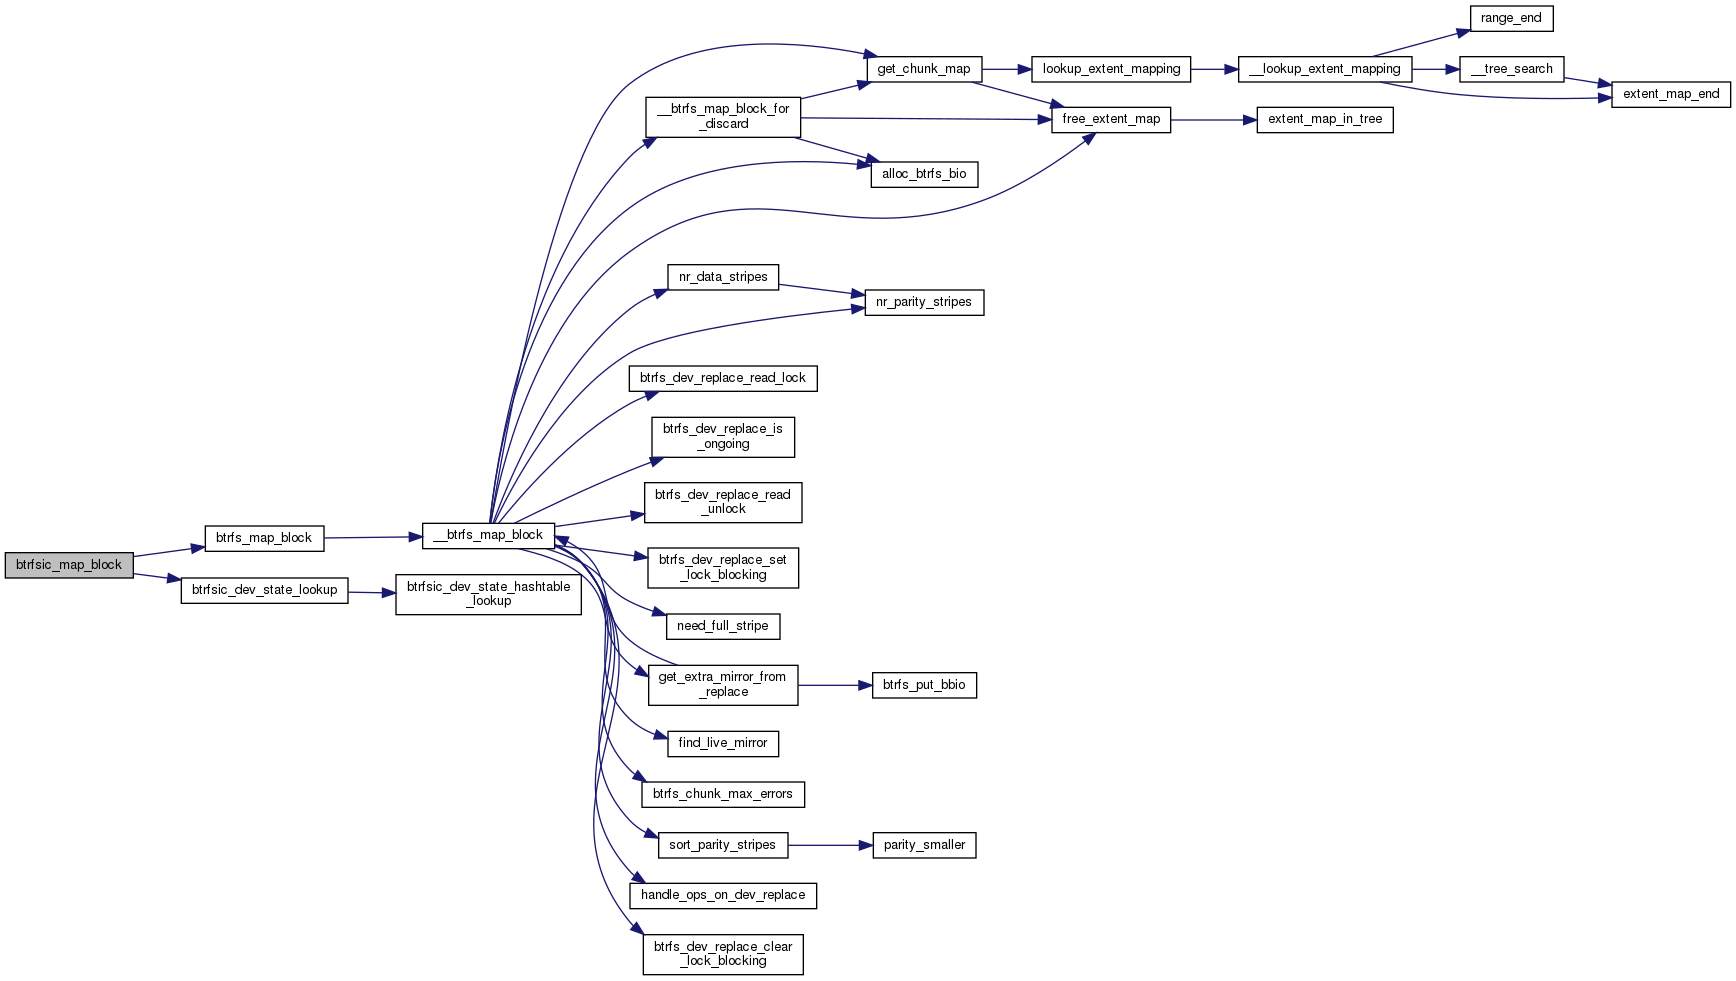 range_end
get_chunk_map
lookup_extent_mapping
__lookup_extent_mapping
__tree_search
extent_map_end
__btrfs_map_block_for
_discard
free_extent_map
extent_map_in_tree
alloc_btrfs_bio
nr_data_stripes
nr_parity_stripes
btrfs_dev_replace_read_lock
btrfs_dev_replace_is
_ongoing
btrfs_dev_replace_read
_unlock
btrfs_map_block
__btrfs_map_block
btrfsic_map_block
btrfs_dev_replace_set
_lock_blocking
btrfsic_dev_state_lookup
btrfsic_dev_state_hashtable
_lookup
need_full_stripe
get_extra_mirror_from
_replace
btrfs_put_bbio
find_live_mirror
btrfs_chunk_max_errors
sort_parity_stripes
parity_smaller
handle_ops_on_dev_replace
btrfs_dev_replace_clear
_lock_blocking